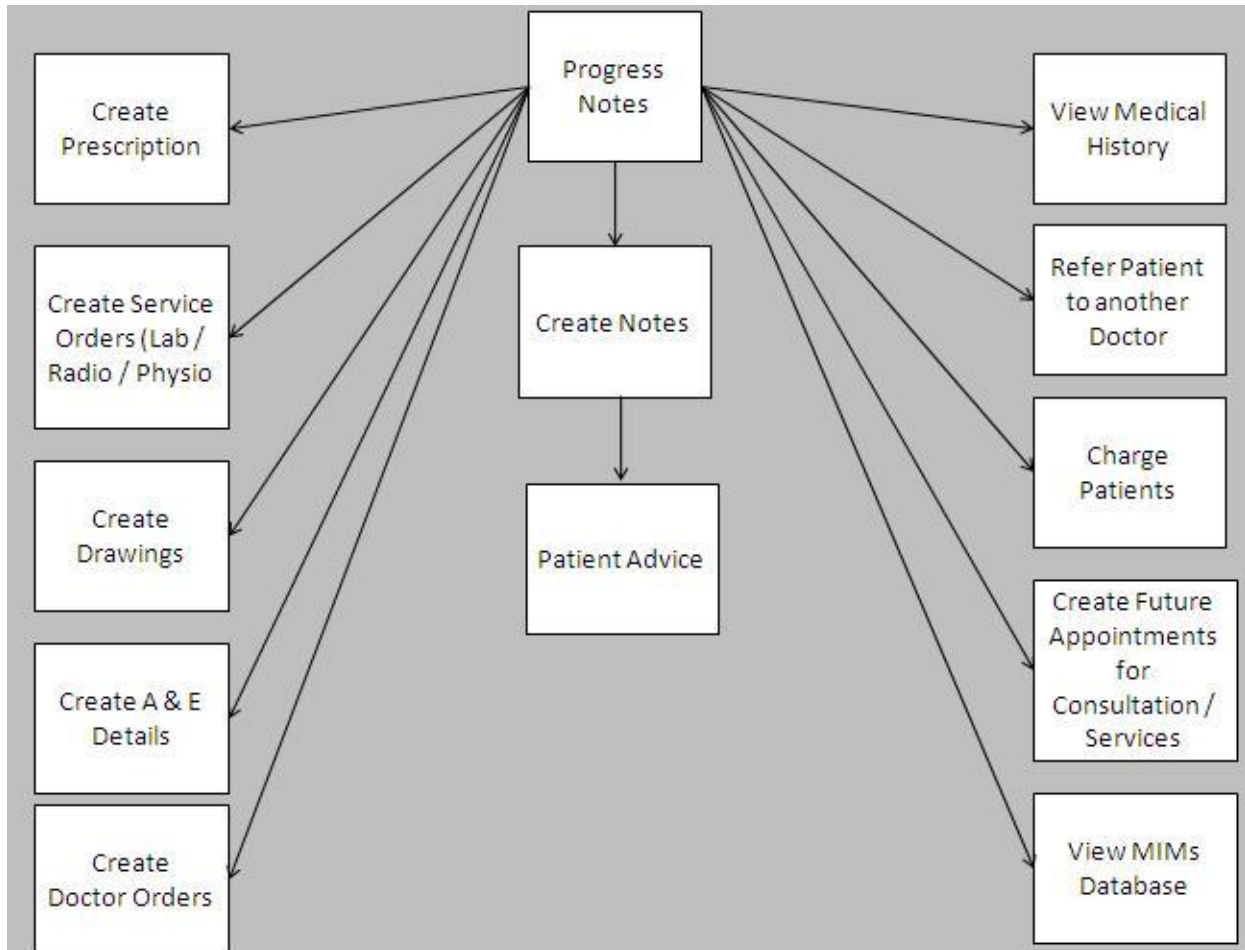 Progress
Notes
Create
Prescription
Create Service
Orders (Lab /
Radio / Physio
Create
Drawings
Create A & E
Details
Create
Doctor Orders
Create Notes
Patient Advice
View Medical
History
Refer Patient
to another
Doctor
Charge
Patients
Create Future
Appointments
for
Consultation /
Services
View MIMs
Database